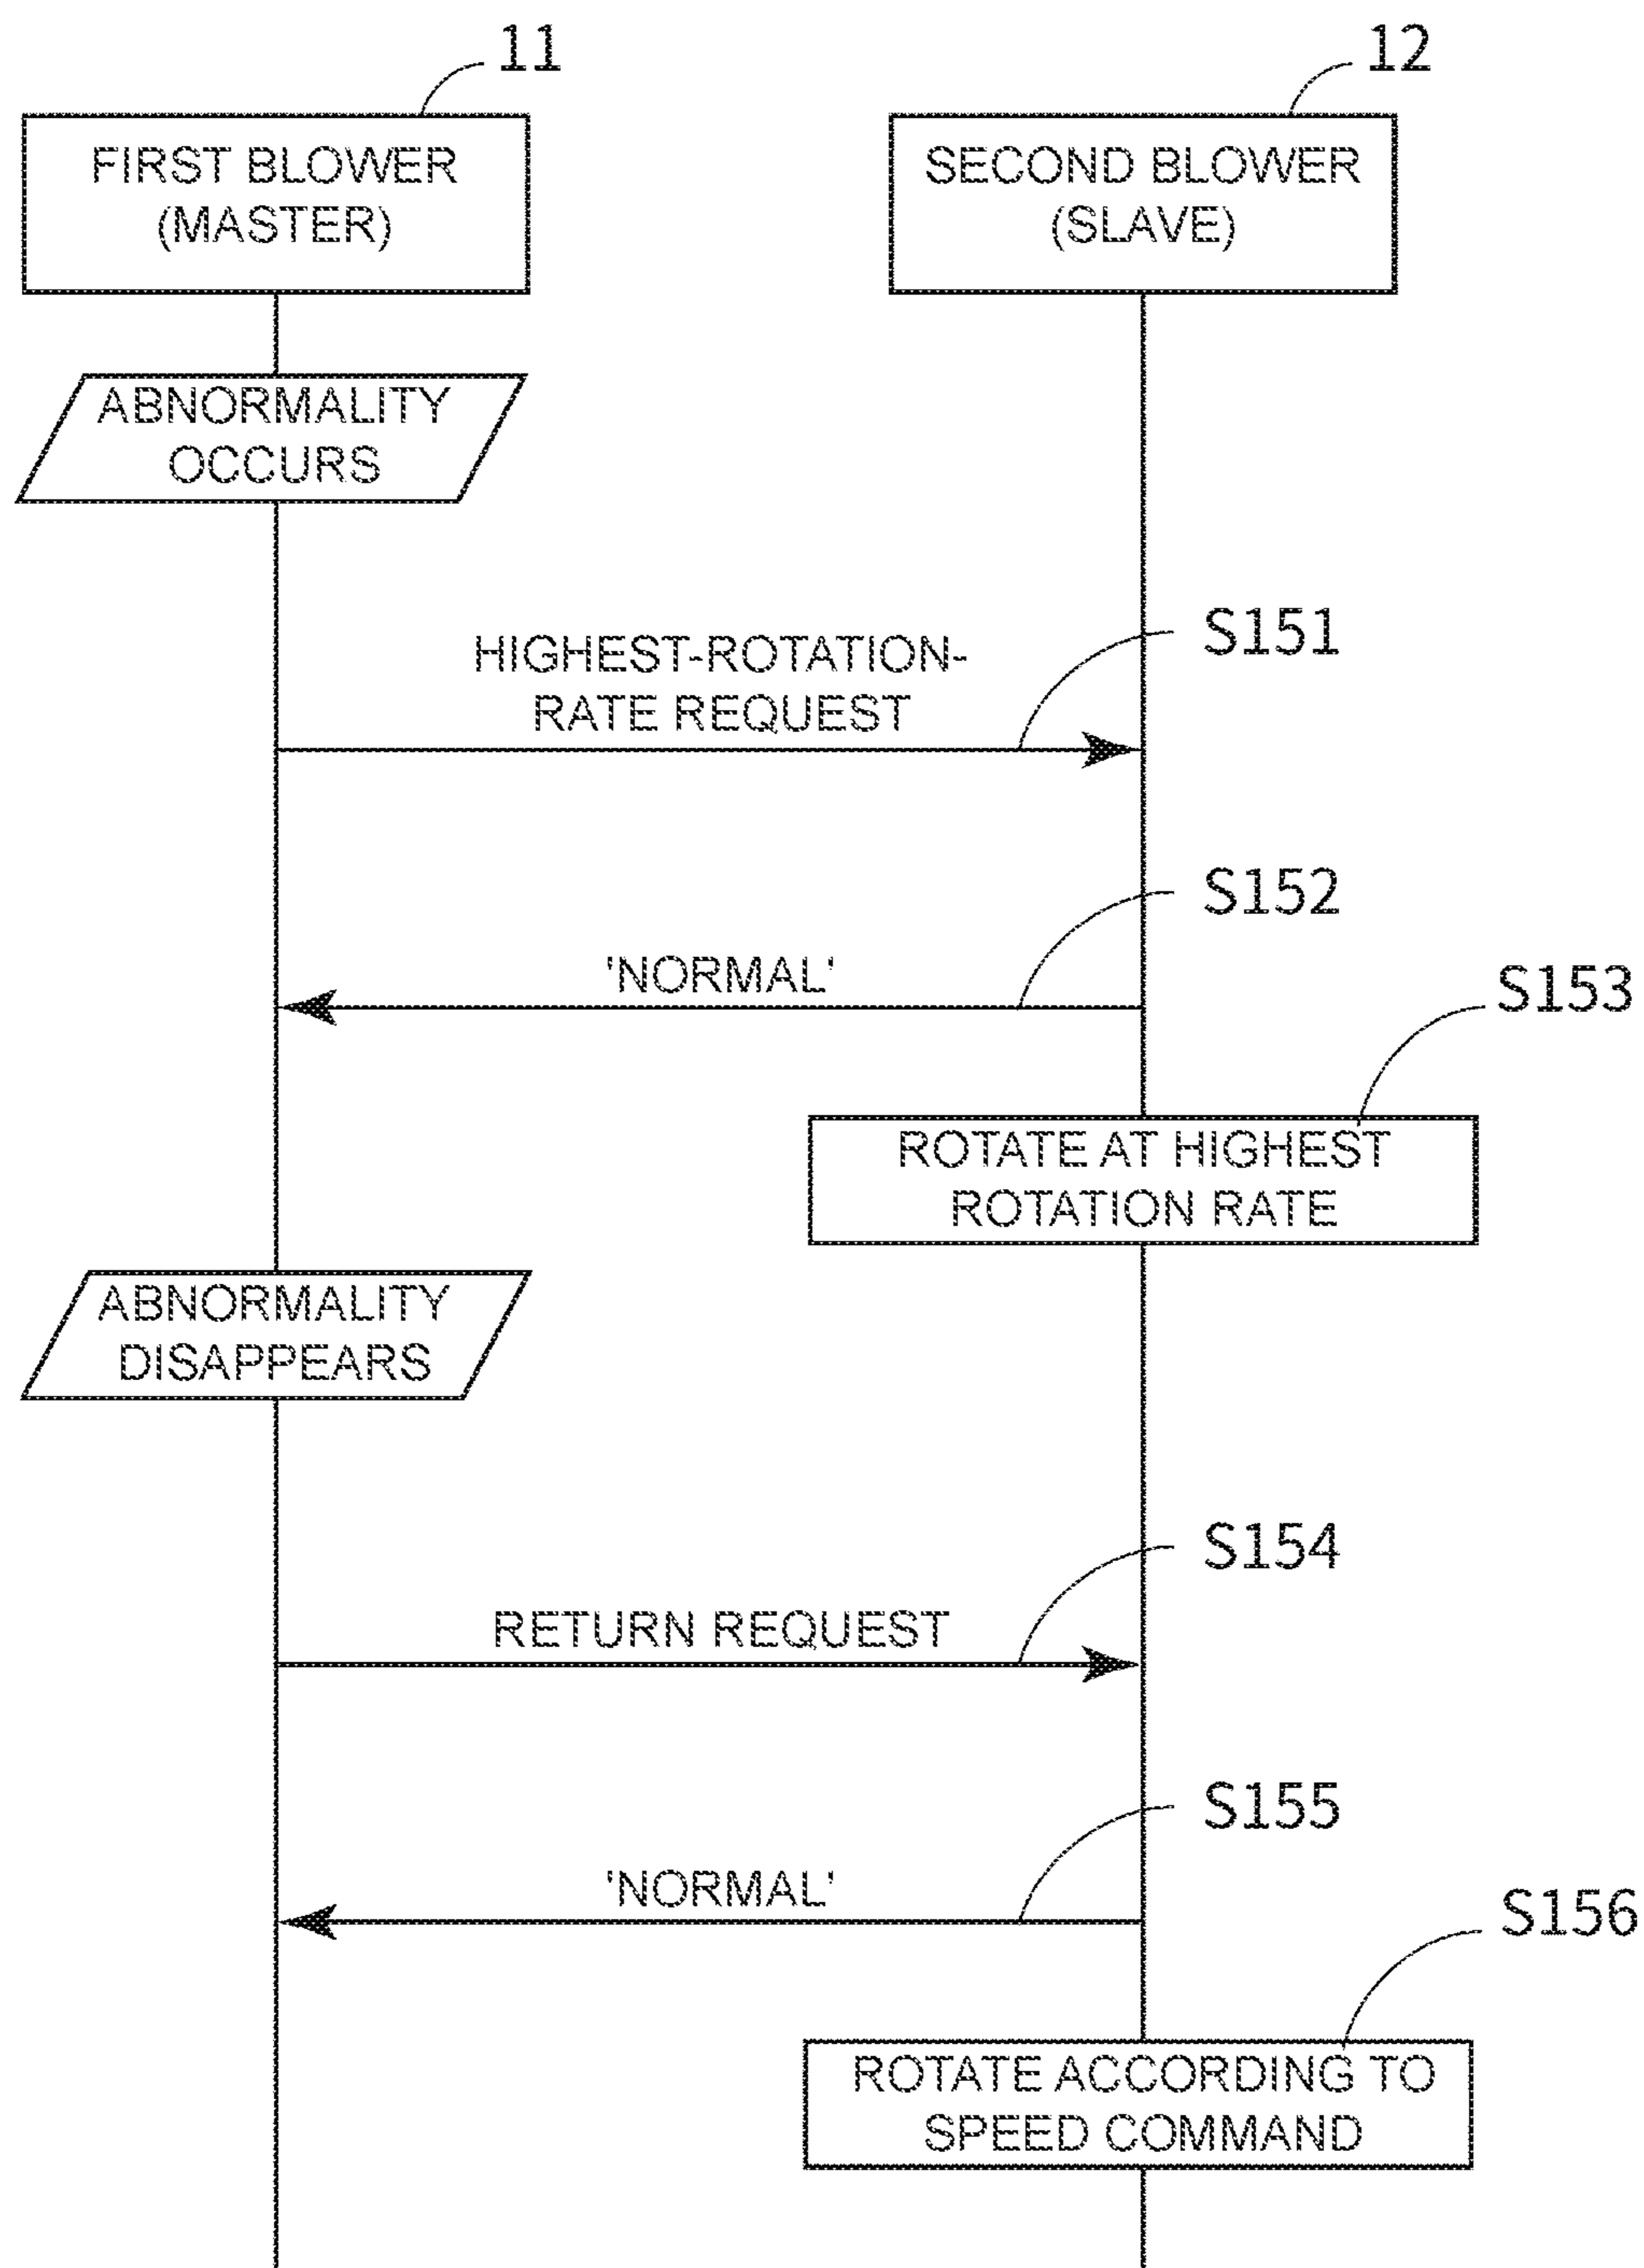 11
12
FIRST BLOWER
(MASTER)
SECOND BLOWER
(SLAVE)
ABNORMALITY
OCCURS
S151
HIGHEST-ROTATION-
RATE REQUEST
S152
'NORMAL'
S153
ROTATE AT HIGHEST
ROTATION RATE
ABNORMALITY
DISAPPEARS
S154
RETURN REQUEST
S155
'NORMAL'
S156
ROTATE ACCORDING TO
SPEED COMMAND